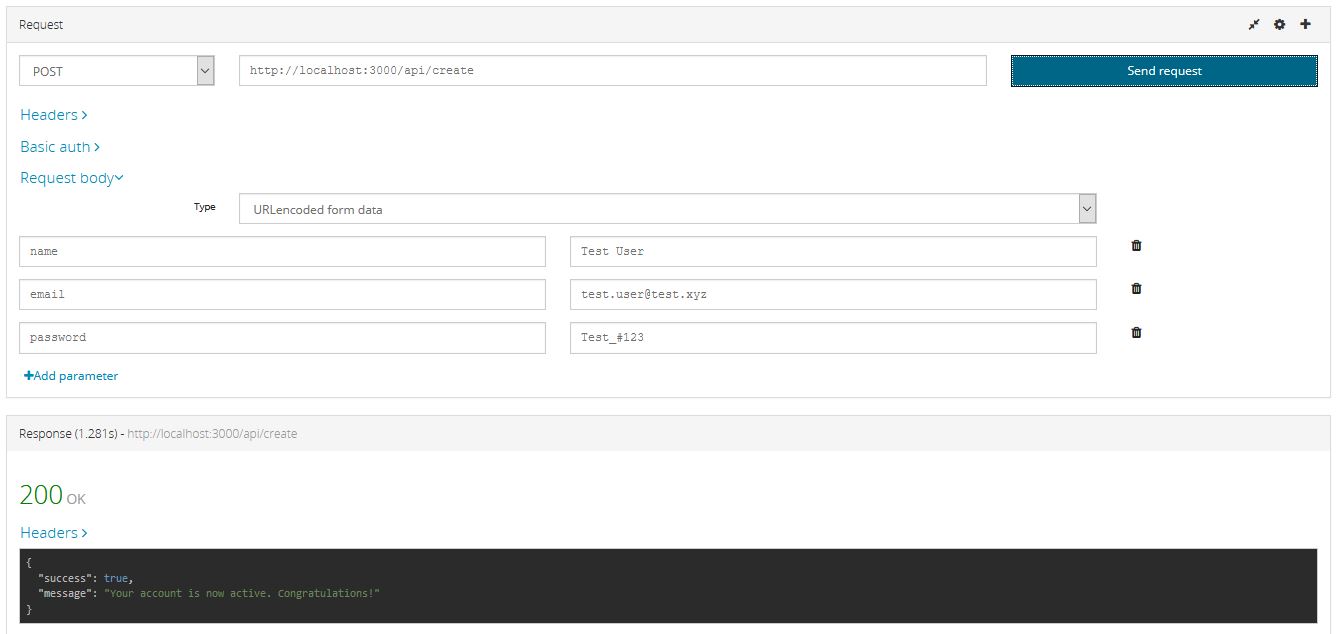 Request
POST
http://localhost:3000/api/create
Send request
Headers
Basic auth
Request body
Type
URLencoded form data
name
Test User
email
test.user@test.xyz
password
Test_#123
Add parameter
Response (1.281s) - http://localhost:3000/api/create
200 OK
Headers
{
"success": true,
"message": "Your account is now active. Congratulations!"
}